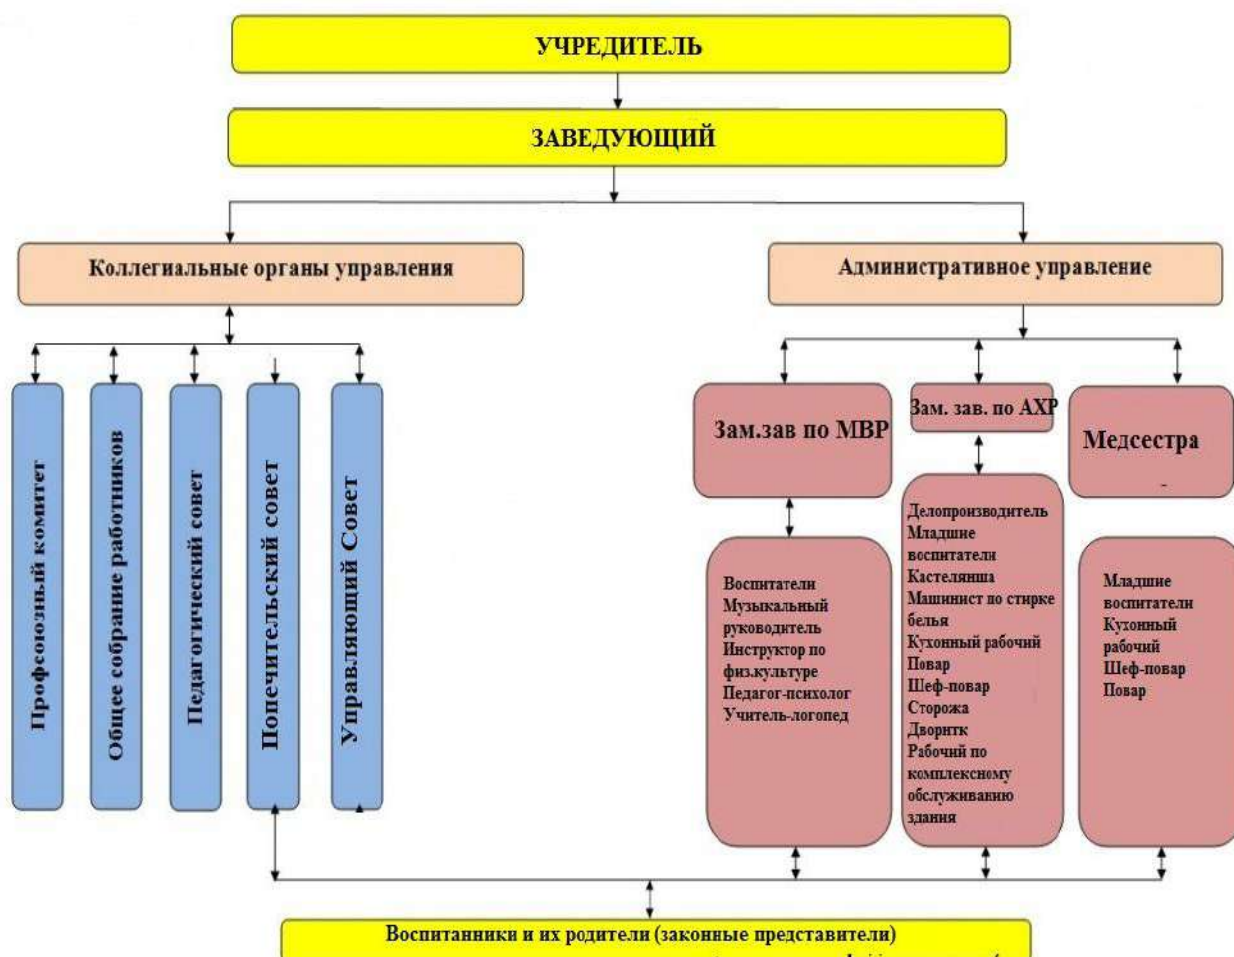 УЧРЕДИТЕЛЬ
ЗАВЕДУЮЩИЙ
Коллегиальные органы управления
Административное управление
Профсоюзный комитет
Общее собрание работников
Педагогический совет
Попечительский совет
Управляющий Совет
Зам.зав по МВР
Зам. зав. по АХР
Медсестра
-
Воспитатели
Музыкальный
руководитель
Инструктор по
физ.культуре
Педагог-психолог
Учитель-логопед
Делопроизводитель
Младшие
воспитатели
Кастелянша
Машинист по стирке
белья
Кухонный рабочий
Повар
Шеф-повар
Сторожа
Дворнтк
Рабочий по
комплексному
обслуживанию
здания
Младшие
воспитатели
Кухонный
рабочий
Шеф-повар
Повар
Воспитанники и их родители (законные представители)